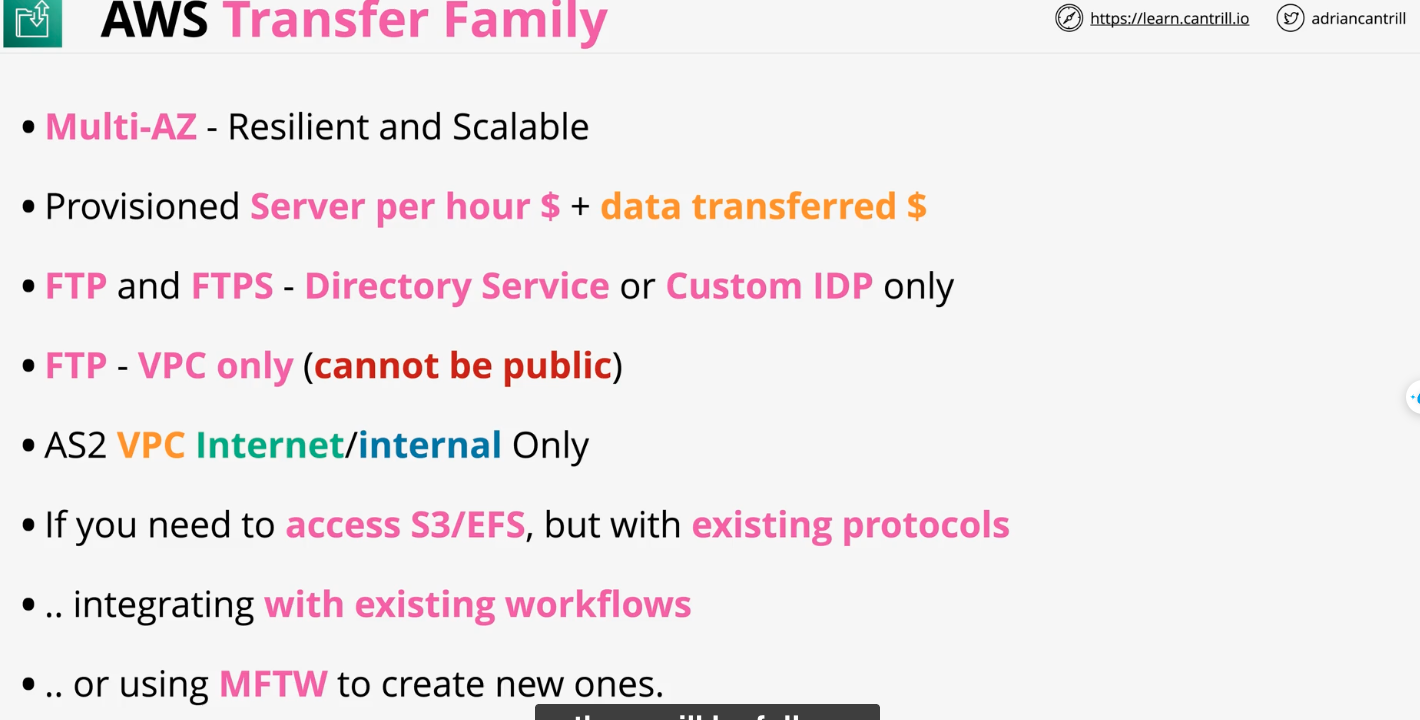 AWS Transfer Family
https://learn.cantrill.io
adriancantrill
• Multi-AZ - Resilient and Scalable
• Provisioned Server per hour $ + data transferred $
• FTP and FTPS - Directory Service or Custom IDP only
• FTP - VPC only (cannot be public)
• AS2 VPC Internet/internal Only
• If you need to access S3/EFS, but with existing protocols
• .. integrating with existing workflows
• .. or using MFTW to create new ones.